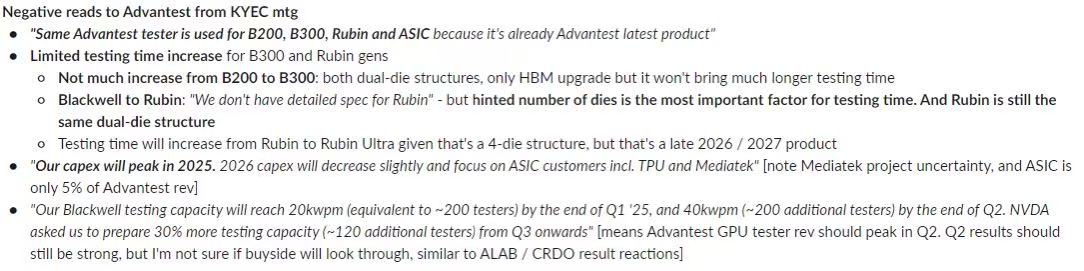 Negative reads to Advantest from KYEC mtg
• "Same Advantest tester is used for B200, B300, Rubin and ASIC because it's already Advantest latest product"
• Limited testing time increase for B300 and Rubin gens
o Not much increase from B200 to B300: both dual-die structures, only HBM upgrade but it won't bring much longer testing time
o Blackwell to Rubin: "We don't have detailed spec for Rubin" - but hinted number of dies is the most important factor for testing time. And Rubin is still the
same dual-die structure
o Testing time will increase from Rubin to Rubin Ultra given that's a 4-die structure, but that's a late 2026 / 2027 product
• "Our capex will peak in 2025. 2026 capex will decrease slightly and focus on ASIC customers incl. TPU and Mediatek" [note Mediatek project uncertainty, and ASIC is
only 5% of Advantest rev]
• "Our Blackwell testing capacity will reach 20kwpm (equivalent to ~200 testers) by the end of Q1 '25, and 40kwpm (~200 additional testers) by the end of Q2. NVDA
asked us to prepare 30% more testing capacity (~120 additional testers) from Q3 onwards" [means Advantest GPU tester rev should peak in Q2. Q2 results should
still be strong, but I'm not sure if buyside will look through, similar to ALAB / CRDO result reactions]